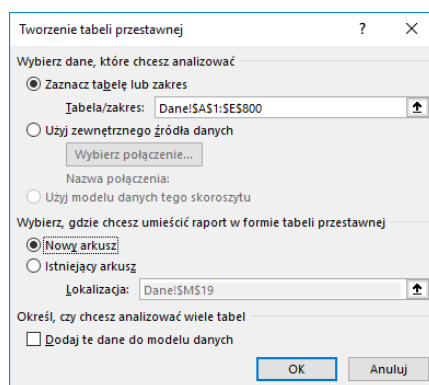 Tworzenie tabeli przestawnej ? ×
Wybierz dane, które chcesz analizować
Zaznacz tabelę lub zakres
Tabela/zakres: Dane!$A$1:$E$800
Użyj zewnętrznego źródła danych
Wybierz połączenie...
Nazwa połączenia:
Użyj modelu danych tego skoroszytu
Wybierz, gdzie chcesz umieścić raport w formie tabeli przestawnej
Nowy arkusz
Istniejący arkusz
Lokalizacja: Dane!$M$19
Określ, czy chcesz analizować wiele tabel
Dodaj te dane do modelu danych
OK Anuluj